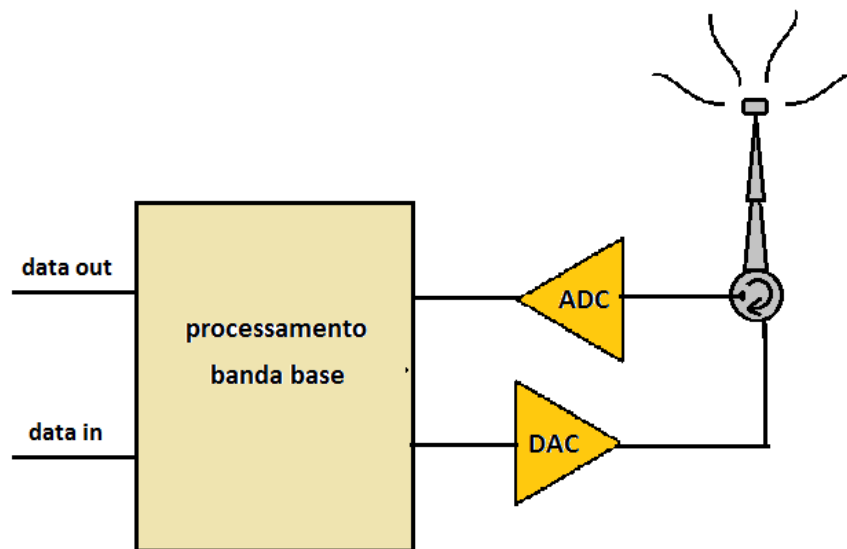 data out
ADC
processamento
banda base
data in
DAC